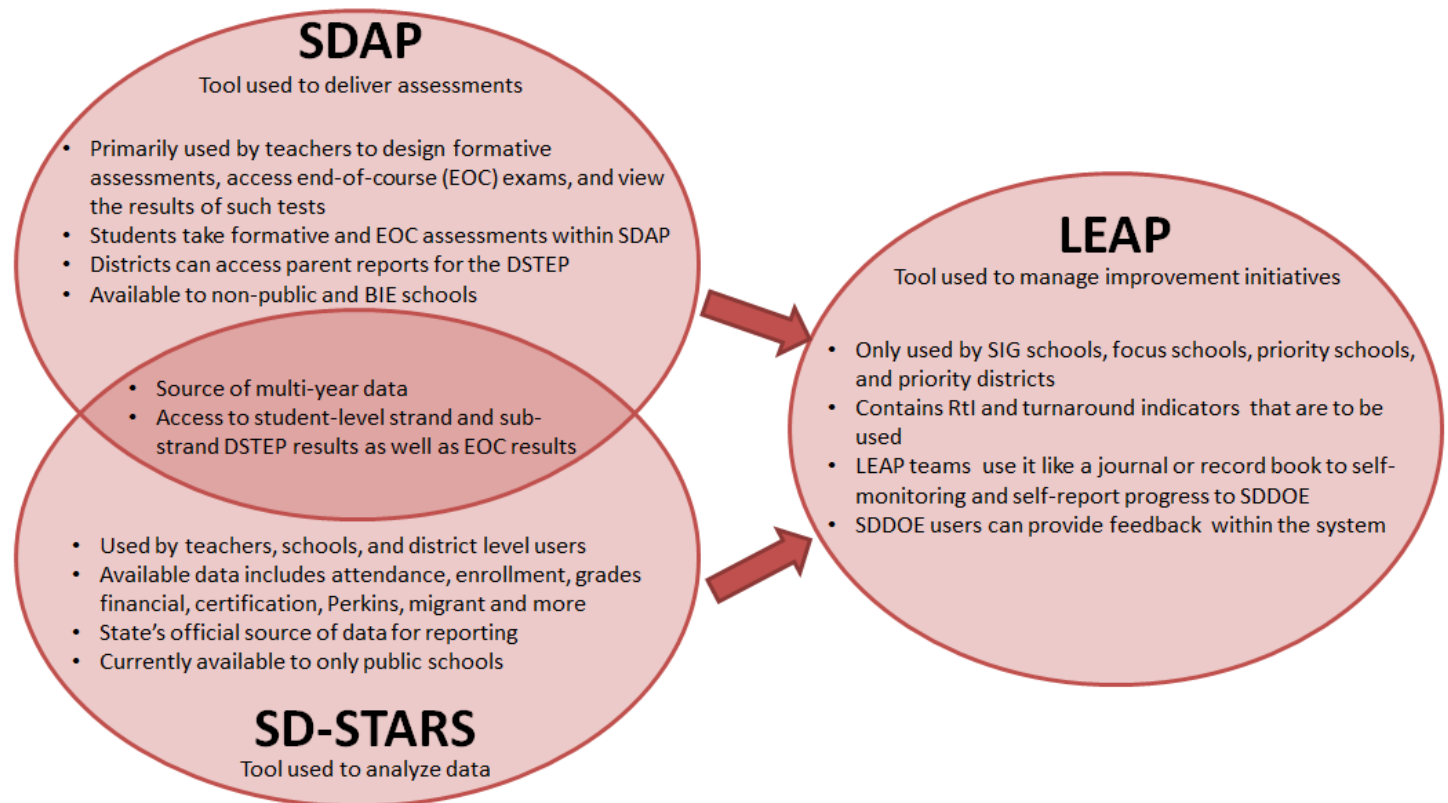 SDAP
Tool used to deliver assessments
• Primarily used by teachers to design formative
assessments, access end-of-course (EOC) exams, and view
the results of such tests
• Students take formative and EOC assessments within SDAP
• Districts can access parent reports for the DSTEP
• Available to non-public and BIE schools
• Source of multi-year data
• Access to student-level strand and sub-
strand DSTEP results as well as EOC results
• Used by teachers, schools, and district level users
• Available data includes attendance, enrollment, grades
financial, certification, Perkins, migrant and more
• State’s official source of data for reporting
• Currently available to only public schools
SD-STARS
Tool used to analyze data
LEAP
Tool used to manage improvement initiatives
• Only used by SIG schools, focus schools, priority schools,
and priority districts
• Contains RtI and turnaround indicators that are to be
used
• LEAP teams use it like a journal or record book to self-
monitoring and self-report progress to SDDOE
• SDDOE users can provide feedback within the system